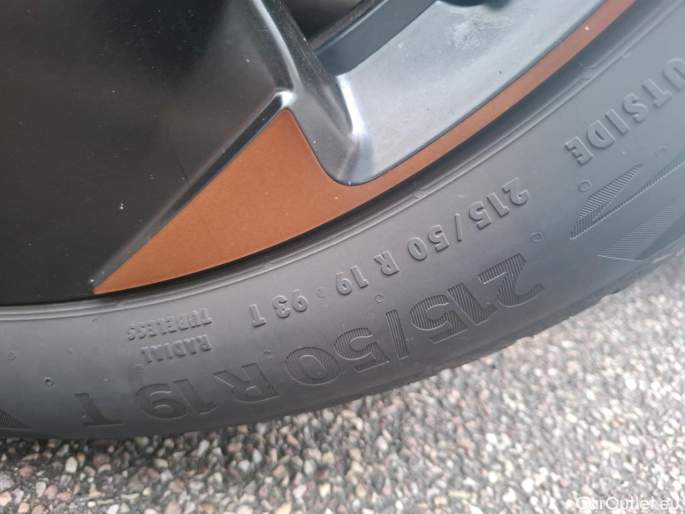 OUTSIDE
215/50 R 19 93 T
215/50 R 19 T
RADIAL
TUBELESS
CarOutlet.eu